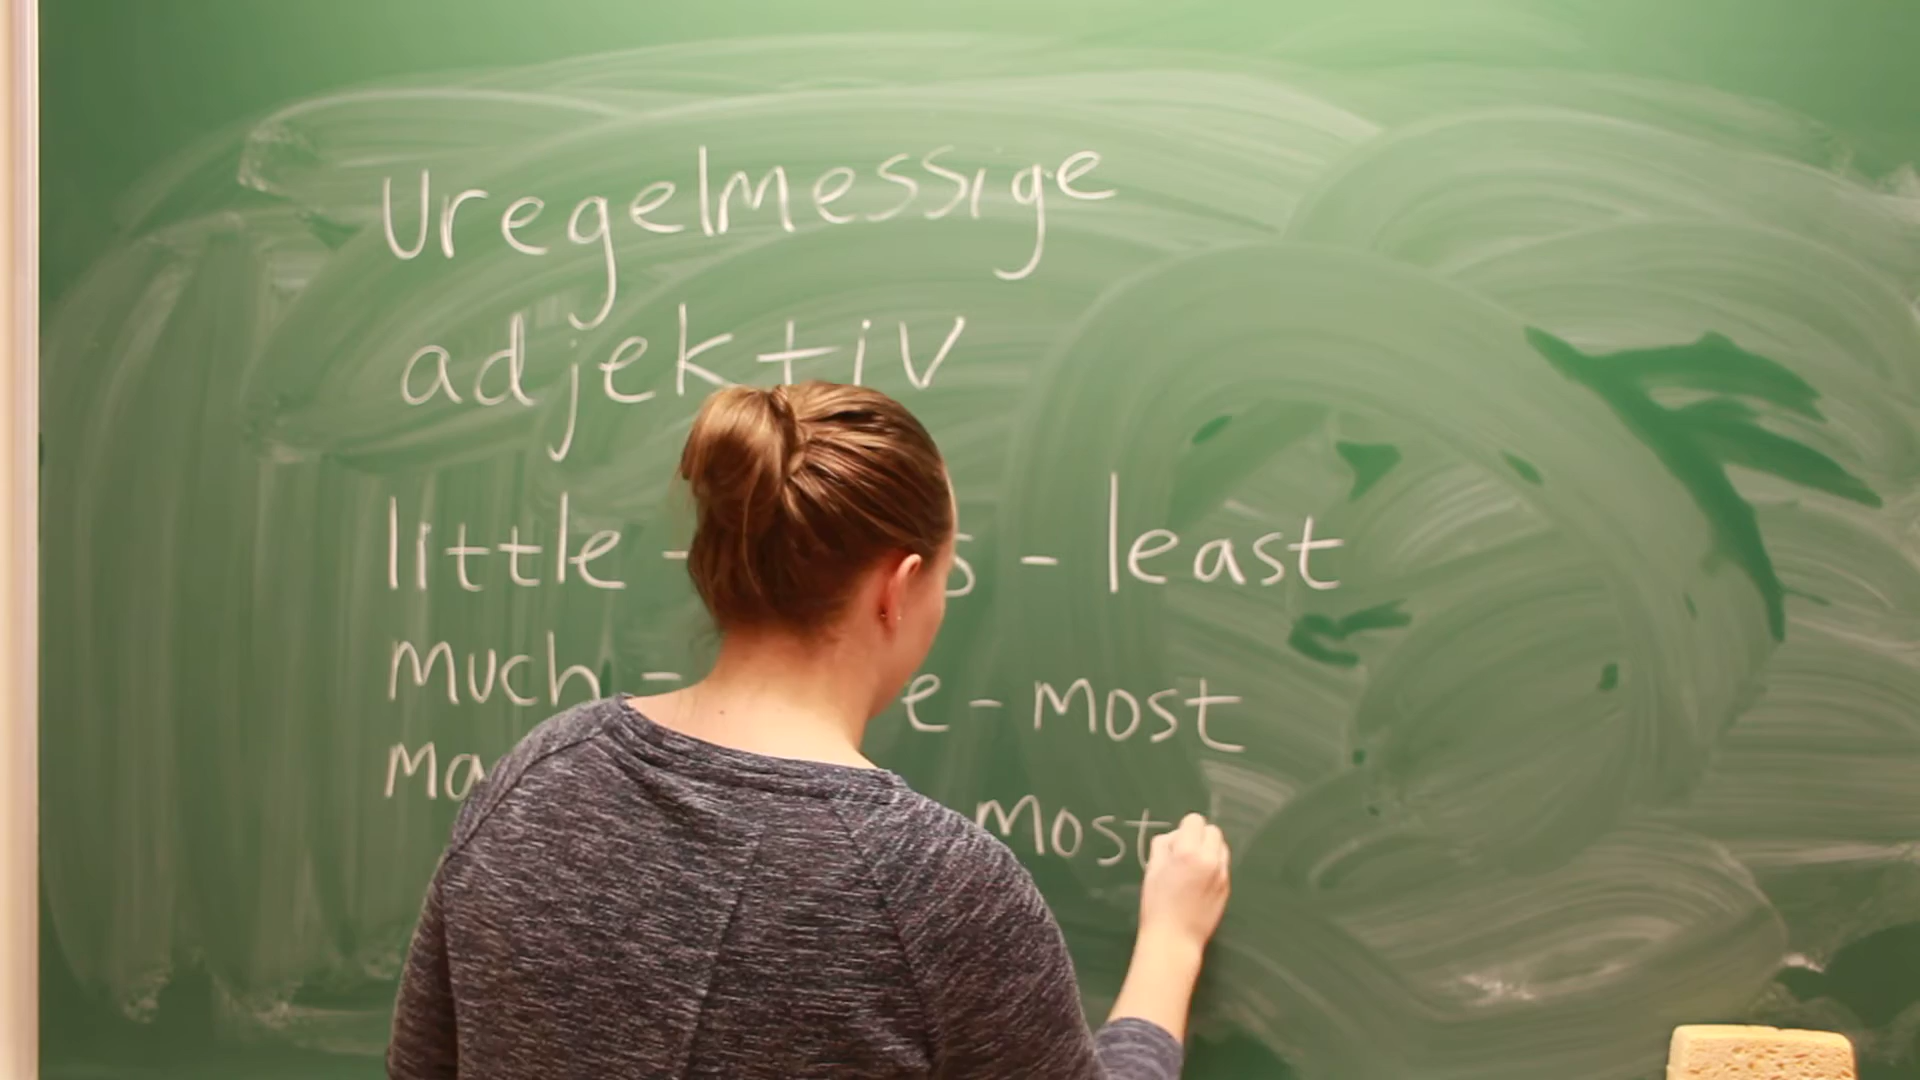 Uregelmessige
adjektiv
little - - least
much - - most
most